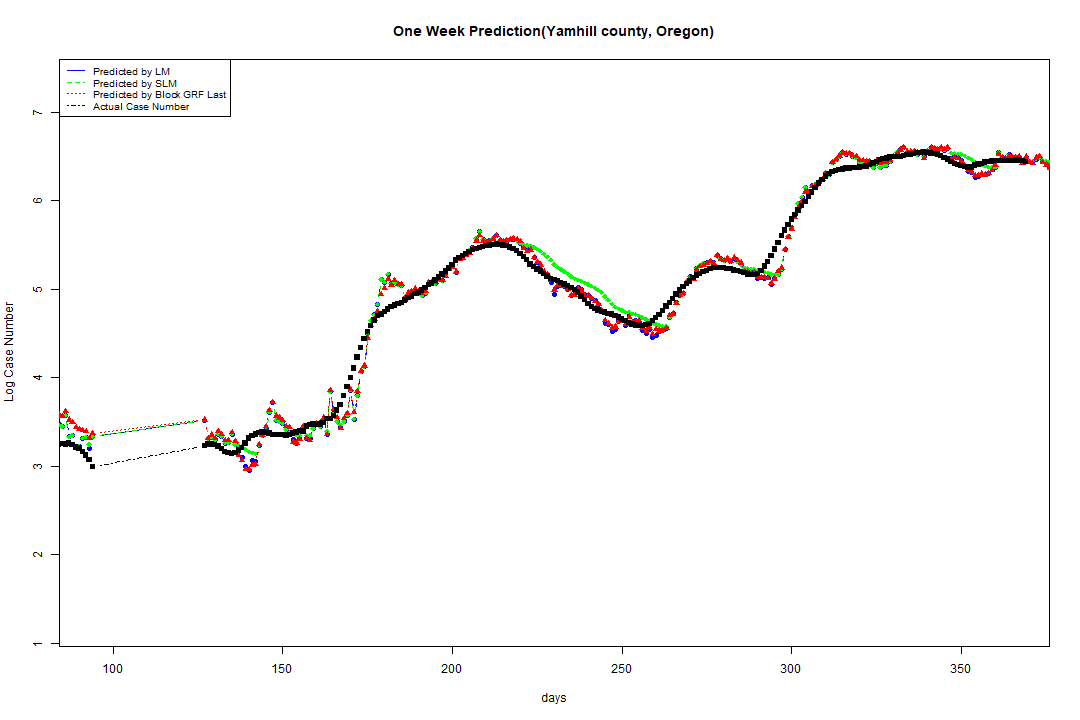 One Week Prediction(Yamhill county, Oregon)
Predicted by LM
Predicted by SLM
Predicted by Block GRF Last
Actual Case Number
Log Case Number
7
6
5
4
3
2
1
100 150 200 250 300 350
days